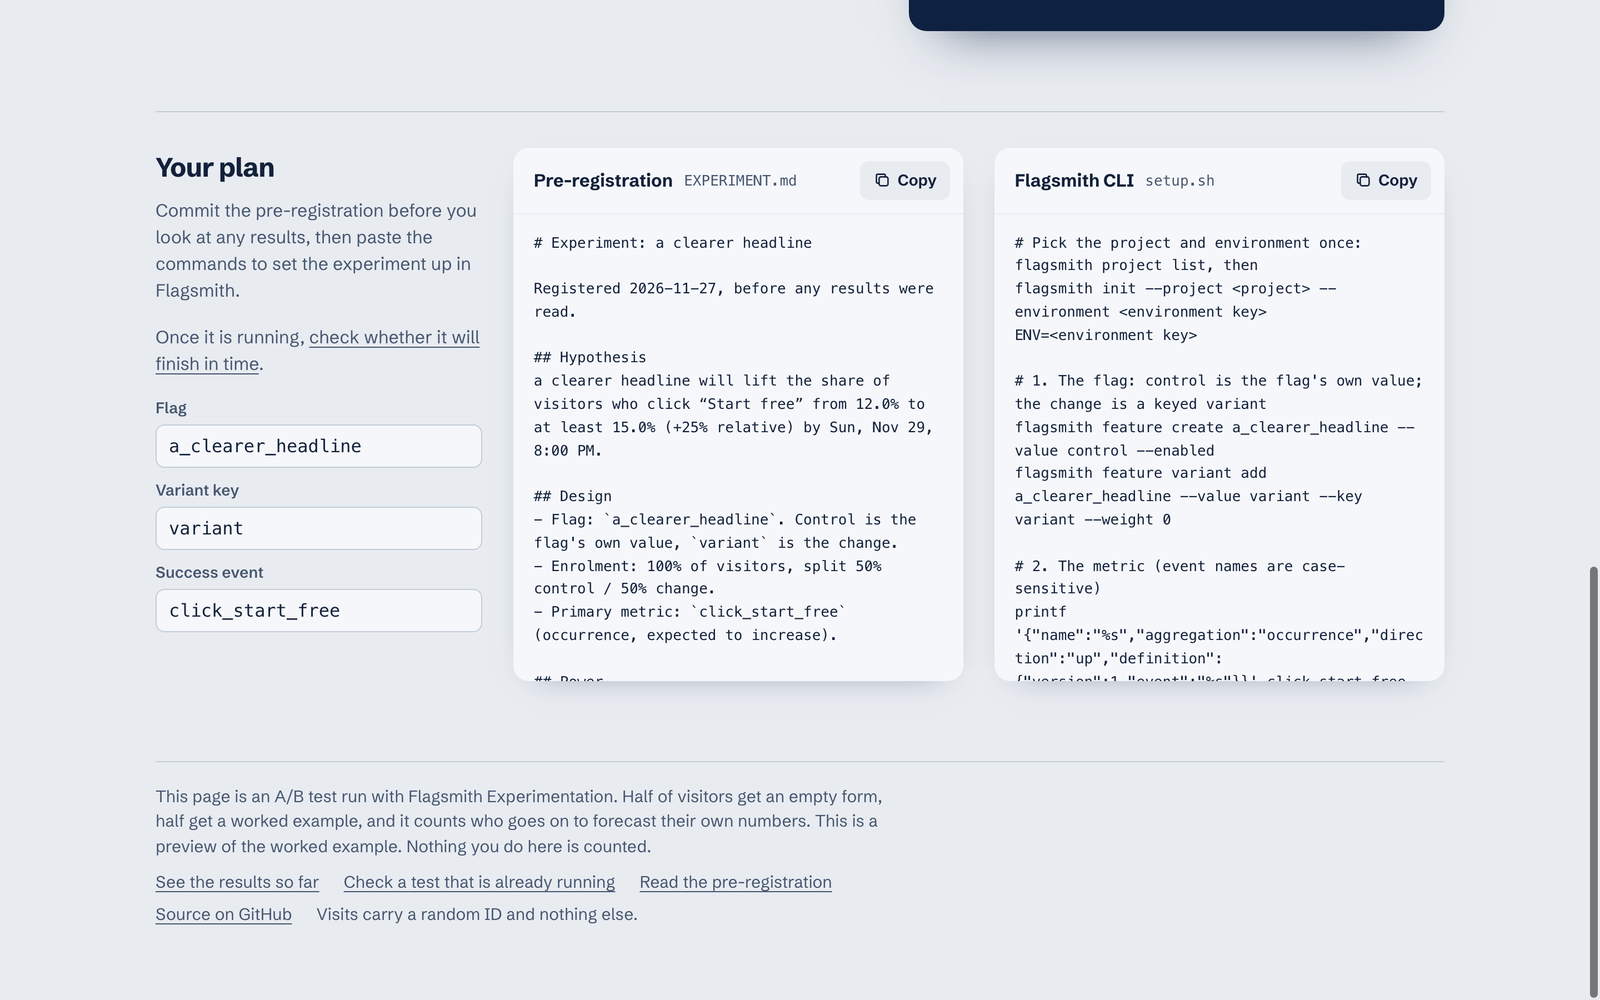 Your plan
Commit the pre-registration before you
look at any results, then paste the
commands to set the experiment up in
Flagsmith.
Once it is running, check whether it will
finish in time.
Flag
a_clearer_headline
Variant key
variant
Success event
click_start_free
Pre-registration EXPERIMENT.md
Copy
# Experiment: a clearer headline
Registered 2026-11-27, before any results were
read.
## Hypothesis
a clearer headline will lift the share of
visitors who click “Start free” from 12.0% to
at least 15.0% (+25% relative) by Sun, Nov 29,
8:00 PM.
## Design
- Flag: `a_clearer_headline`. Control is the
flag's own value, `variant` is the change.
- Enrolment: 100% of visitors, split 50%
control / 50% change.
- Primary metric: `click_start_free`
(occurrence, expected to increase).
## Power
Flagsmith CLI setup.sh
Copy
# Pick the project and environment once:
flagsmith project list, then
flagsmith init --project <project> --
environment <environment key>
ENV=<environment key>
# 1. The flag: control is the flag's own value;
the change is a keyed variant
flagsmith feature create a_clearer_headline --
value control --enabled
flagsmith feature variant add
a_clearer_headline --value variant --key
variant --weight 0
# 2. The metric (event names are case-
sensitive)
printf
'{"name":"%s","aggregation":"occurrence","direc
tion":"up","definition":
{"version":1,"event":"%s"}}' click_start_free
This page is an A/B test run with Flagsmith Experimentation. Half of visitors get an empty form,
half get a worked example, and it counts who goes on to forecast their own numbers. This is a
preview of the worked example. Nothing you do here is counted.
See the results so far Check a test that is already running Read the pre-registration
Source on GitHub Visits carry a random ID and nothing else.